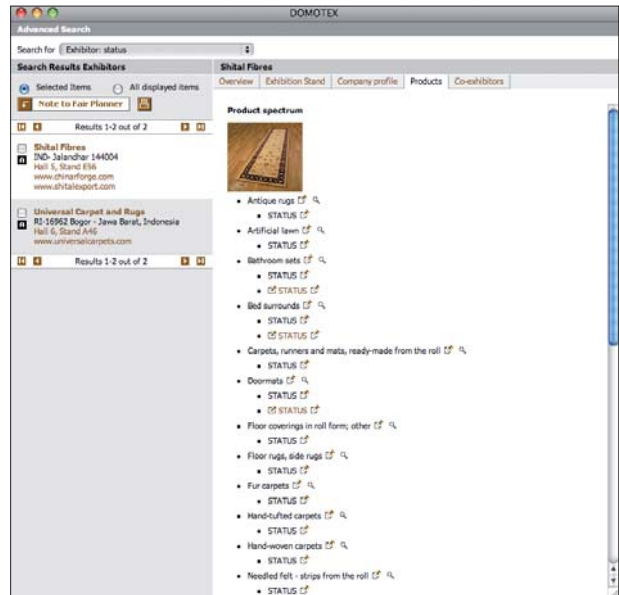 DOMOTEX
Advanced Search
Search for Exhibitor: status
Search Results Exhibitors
Selected Items All displayed items
Note to Fair Planner
Results 1-2 out of 2
Shital Fibres
IND- Jalandhar 144004
Hall 5, Stand E56
www.chinarforge.com
www.shitalexport.com
Universal Carpet and Rugs
RI-16962 Bogor - Jawa Barat, Indonesia
Hall 6, Stand A46
www.universalcarpets.com
Results 1-2 out of 2
Shital Fibres
Overview Exhibition Stand Company profile Products Co-exhibitors
Product spectrum
• Antique rugs
• STATUS
• Artificial lawn
• STATUS
• Bathroom sets
• STATUS
• STATUS
• Bed surrounds
• STATUS
• STATUS
• Carpets, runners and mats, ready-made from the roll
• STATUS
• Doormats
• STATUS
• STATUS
• Floor coverings in roll form; other
• STATUS
• Floor rugs, side rugs
• STATUS
• Fur carpets
• STATUS
• Hand-tufted carpets
• STATUS
• Hand-woven carpets
• STATUS
• Needled felt - strips from the roll
• STATUS